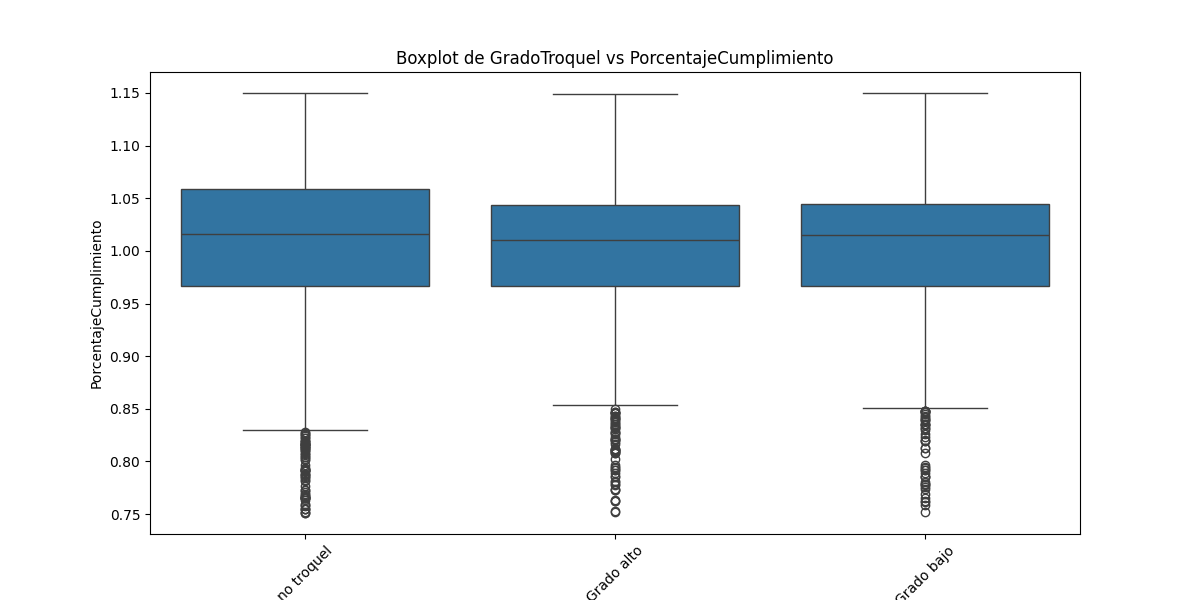 Boxplot de GradoTroquel vs PorcentajeCumplimiento
PorcentajeCumplimiento
1.15
1.10
1.05
1.00
0.95
0.90
0.85
0.80
0.75
no troquel
Grado alto
Grado bajo